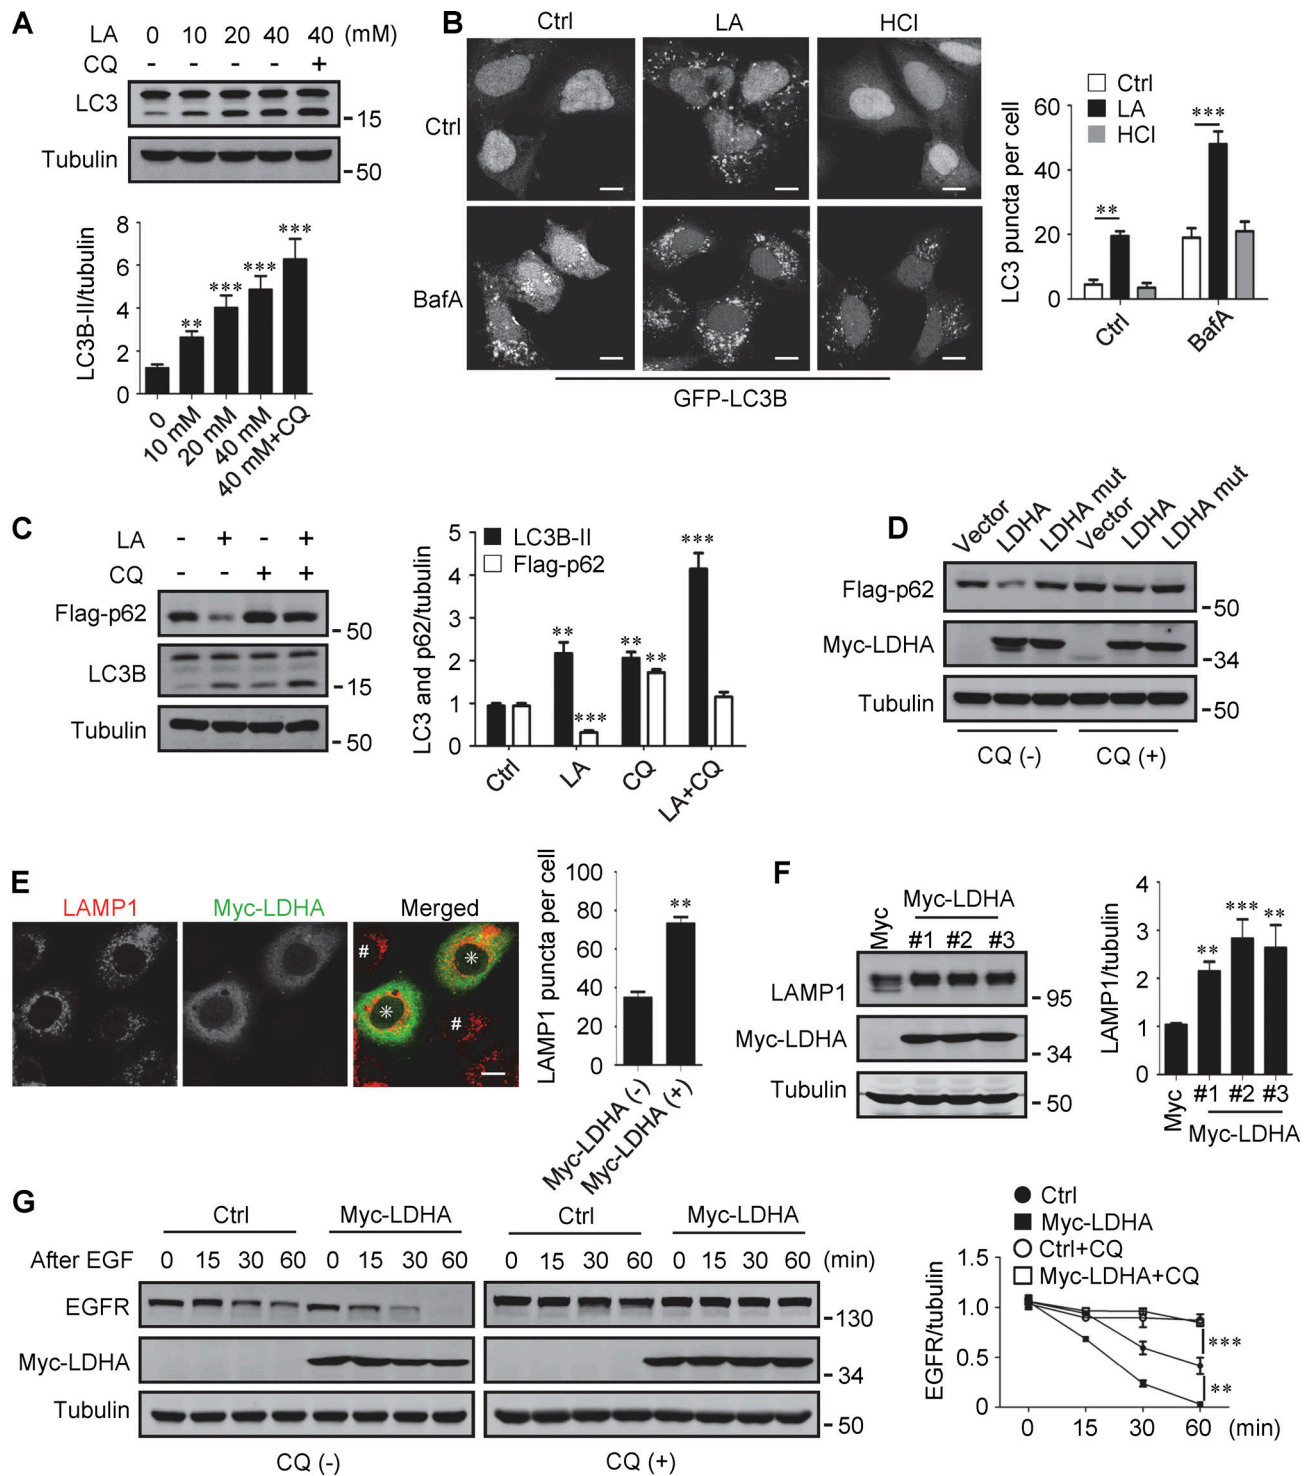 A
LA 0 10 20 40 40 (mM)
CQ - - - - +
LC3
-15
Tubulin
-50
LC3B-II/tubulin
8
6
4
2
0
** *** *** ***
0 10 mM 20 mM 40 mM 40 mM+CQ
B
Ctrl LA HCl
Ctrl
BafA
GFP-LC3B
Ctrl
LA
HCl
LC3 puncta per cell
60
40
20
0
** ***
Ctrl BafA
C
LA - + - +
CQ - - + +
Flag-p62
-50
LC3B
-15
Tubulin
-50
LC3B-II
Flag-p62
LC3 and p62/tubulin
5
4
3
2
1
0
** *** ** ** ***
Ctrl LA CQ LA+CQ
D
Vector LDHA LDHA mut Vector LDHA LDHA mut
Flag-p62
-50
Myc-LDHA
-34
Tubulin
-50
CQ (-) CQ (+)
E
LAMP1 Myc-LDHA Merged
# #
LAMP1 puncta per cell
100
80
60
40
20
0
**
Myc-LDHA (-) Myc-LDHA (+)
F
Myc Myc-LDHA
#1 #2 #3
LAMP1
-95
Myc-LDHA
-34
Tubulin
-50
LAMP1/tubulin
4
3
2
1
0
** *** **
Myc #1 #2 #3
Myc-LDHA
G
Ctrl Myc-LDHA Ctrl Myc-LDHA
After EGF 0 15 30 60 0 15 30 60 0 15 30 60 0 15 30 60 (min)
EGFR
-130
Myc-LDHA
-34
Tubulin
-50
CQ (-) CQ (+)
Ctrl
Myc-LDHA
Ctrl+CQ
Myc-LDHA+CQ
EGFR/tubulin
1.5
1.0
0.5
0
***
**
0 15 30 60 (min)